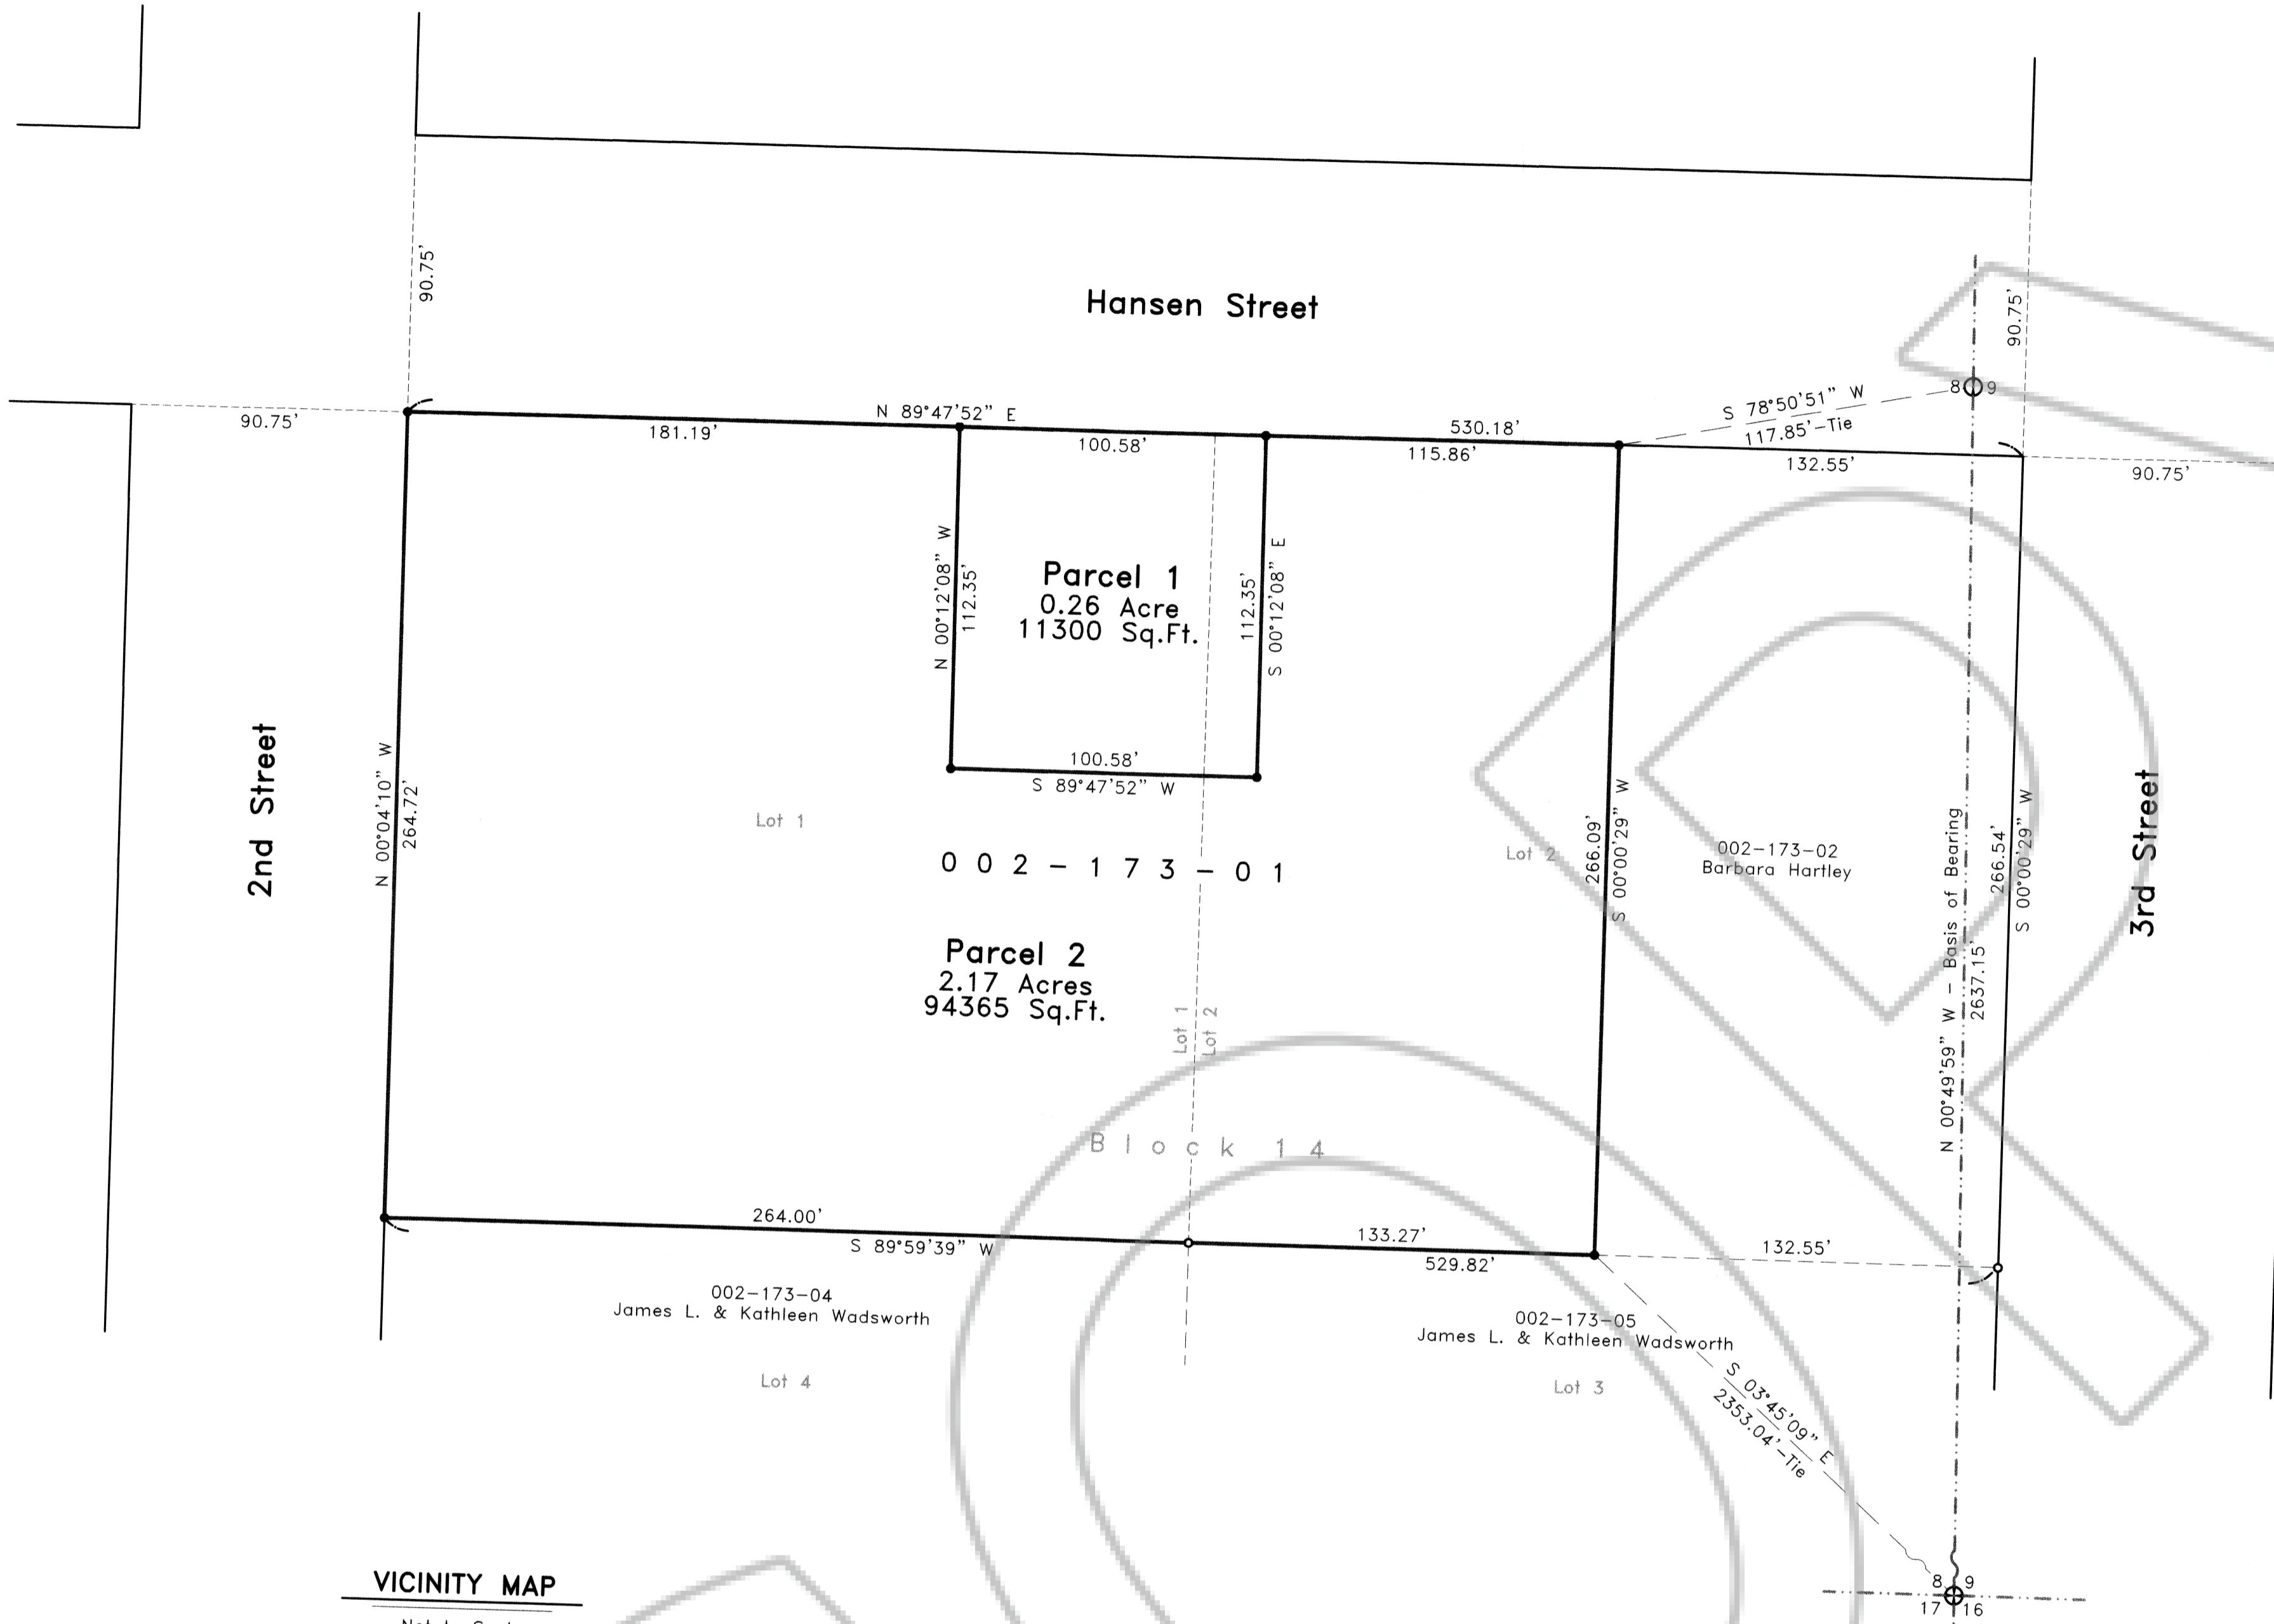 Hansen Street
90.75'
90.75'
90.75'
90.75'
N 89°47'52" E
181.19'
100.58'
530.18'
115.86'
S 78°50'51" W
117.85'-Tie
8 9
132.55'
2nd Street
N 00°04'10" W
264.72'
N 00°12'08" W
112.35'
Parcel 1
0.26 Acre
11300 Sq.Ft.
112.35'
S 00°12'08" E
100.58'
S 89°47'52" W
Lot 1
002-173-01
Lot 2
266.09'
S 00°00'29" W
002-173-02
Barbara Hartley
N 00°49'59" W - Basis of Bearing
2637.15'
266.54'
S 00°00'29" W
3rd Street
Parcel 2
2.17 Acres
94365 Sq.Ft.
Lot 1
Lot 2
Block 14
264.00'
S 89°59'39" W
133.27'
529.82'
132.55'
002-173-04
James L. & Kathleen Wadsworth
002-173-05
James L. & Kathleen Wadsworth
Lot 4
Lot 3
S 03°45'09" E
2353.04'-Tie
8 9
17 16
VICINITY MAP